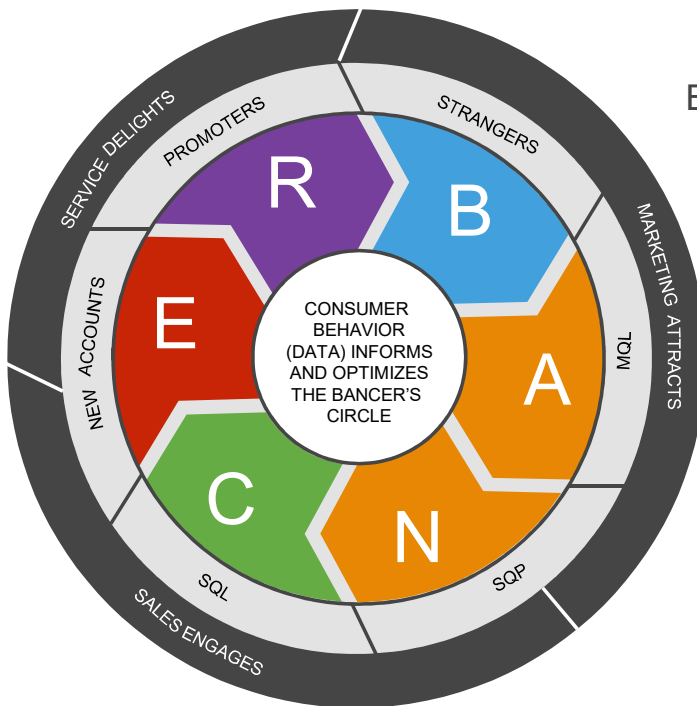 SERVICE DELIGHTS
PROMOTERS
STRANGERS
E
MARKETING ATTRACTS
MQL
SQP
SQL
SALES ENGAGES
NEW ACCOUNTS
R
B
A
N
C
E
CONSUMER
BEHAVIOR
(DATA) INFORMS
AND OPTIMIZES
THE BANCER'S
CIRCLE